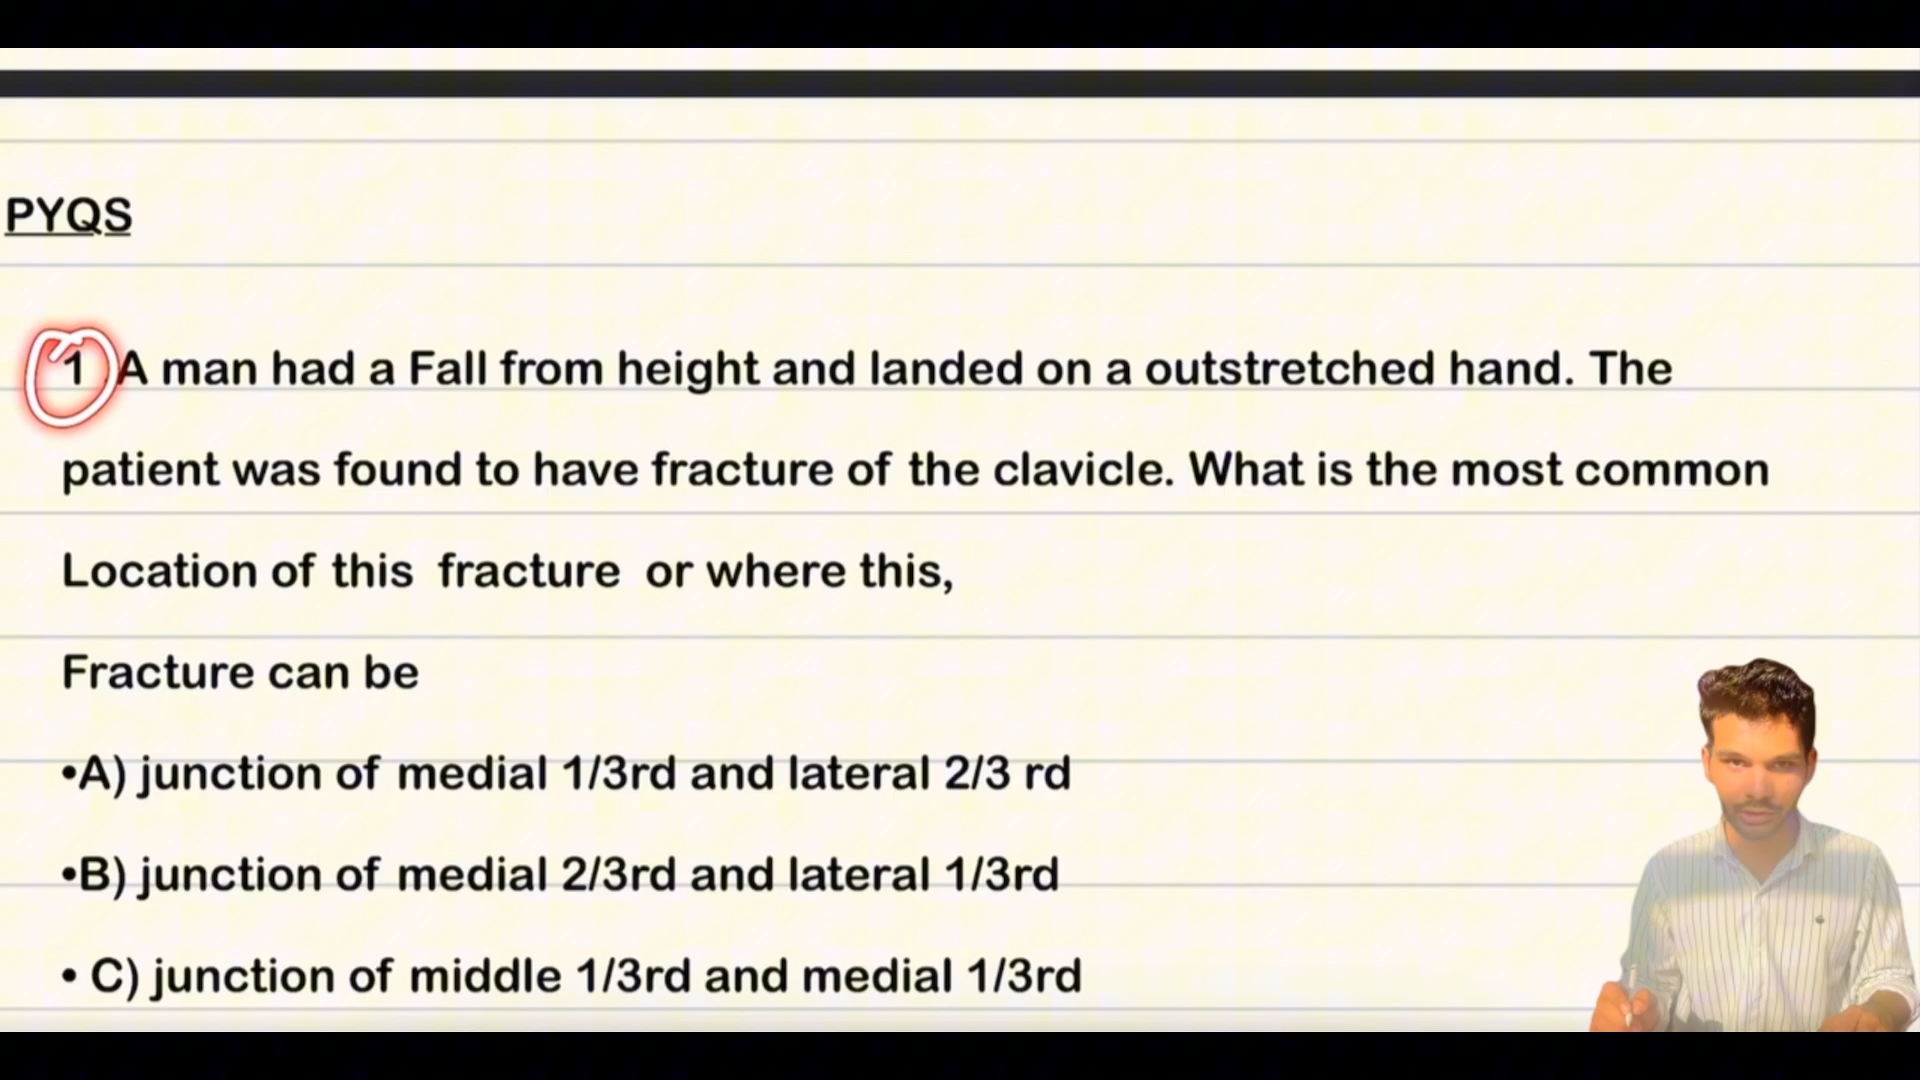 PYQS
1 A man had a Fall from height and landed on a outstretched hand. The
patient was found to have fracture of the clavicle. What is the most common
Location of this fracture or where this,
Fracture can be
•A) junction of medial 1/3rd and lateral 2/3 rd
•B) junction of medial 2/3rd and lateral 1/3rd
• C) junction of middle 1/3rd and medial 1/3rd